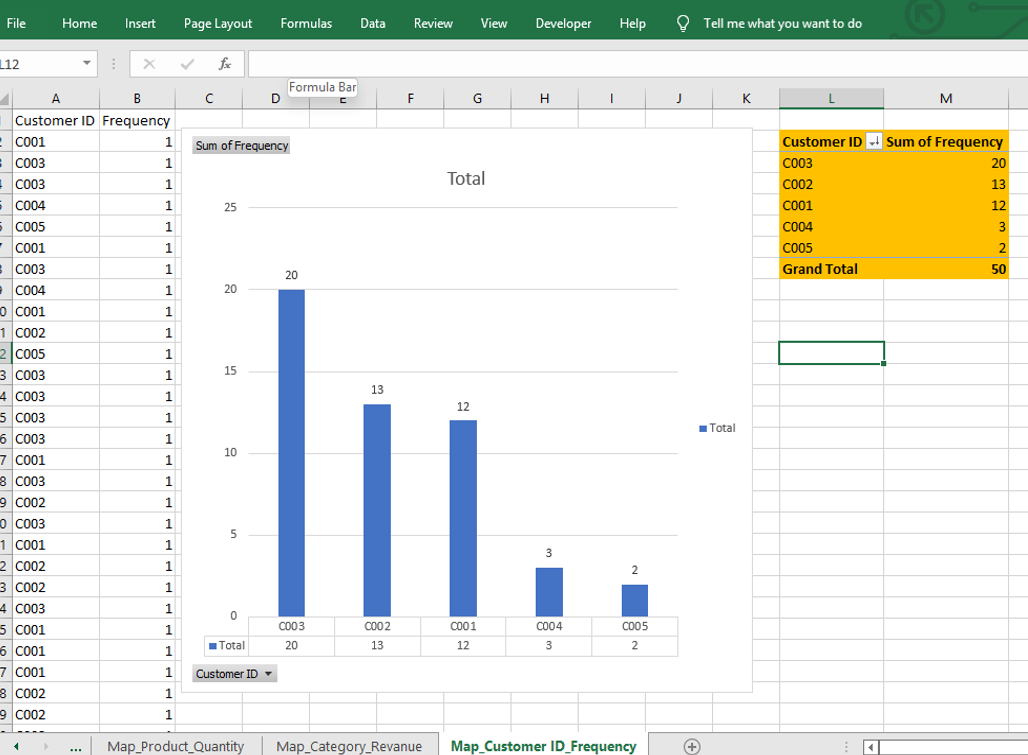 File Home Insert Page Layout Formulas Data Review View Developer Help Tell me what you want to do
L12 fx
Formula Bar
A B C D E F G H I J K L M
Customer ID Frequency
C001 1
C003 1
C003 1
C004 1
C005 1
C001 1
C003 1
C004 1
C001 1
C002 1
C005 1
C003 1
C003 1
C003 1
C003 1
C001 1
C003 1
C002 1
C003 1
C001 1
C002 1
C002 1
C003 1
C001 1
C001 1
C001 1
C002 1
C002 1
Sum of Frequency
Total
25
20
15
10
5
0
20
13
12
3
2
C003 C002 C001 C004 C005
Total 20 13 12 3 2
Total
Customer ID
Customer ID Sum of Frequency
C003 20
C002 13
C001 12
C004 3
C005 2
Grand Total 50
... Map_Product_Quantity Map_Category_Revanue Map_Customer ID_Frequency